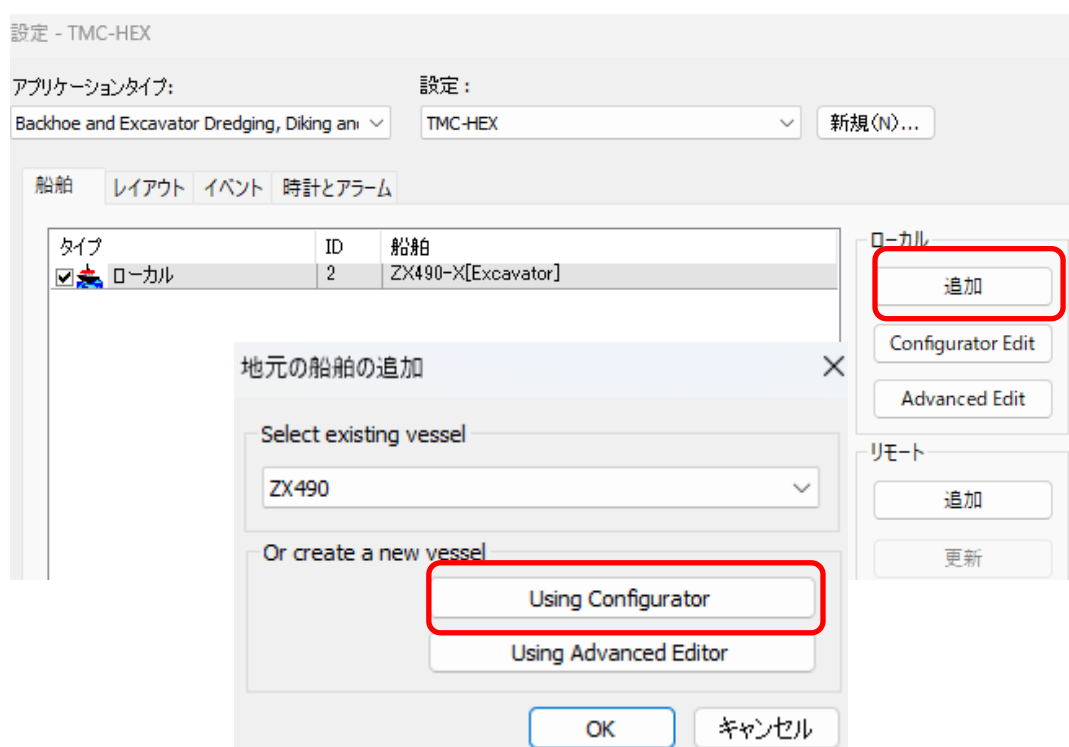 設定 - TMC-HEX
アプリケーションタイプ:
設定 :
Backhoe and Excavator Dredging, Diking an
TMC-HEX
新規(N)...
船舶
レイアウト
イベント
時計とアラーム
タイプ
ID
船舶
ローカル
2
ZX490-X[Excavator]
ローカル
追加
Configurator Edit
Advanced Edit
リモート
追加
更新
地元の船舶の追加
Select existing vessel
ZX490
Or create a new vessel
Using Configurator
Using Advanced Editor
OK
キャンセル